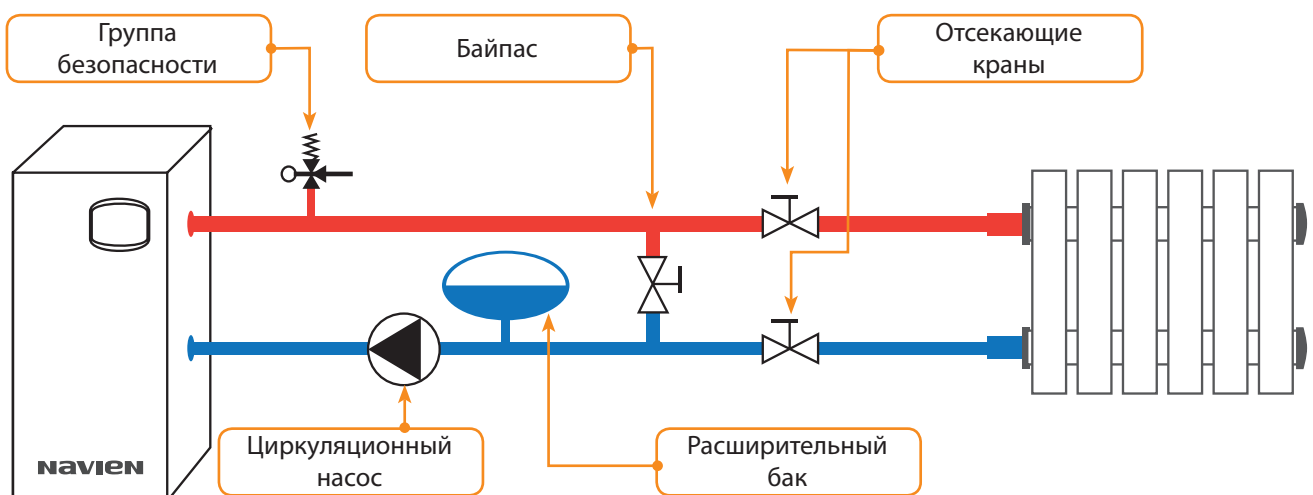 Группа
безопасности
Байпас
Отсекающие
краны
Циркуляционный
насос
Расширительный
бак
NAVIEN